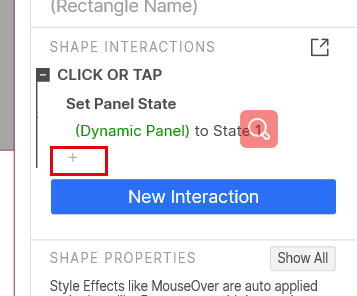 (Rectangle Name)
SHAPE INTERACTIONS
CLICK OR TAP
Set Panel State
(Dynamic Panel) to State 1
+
New Interaction
SHAPE PROPERTIES
Show All
Style Effects like MouseOver are auto applied